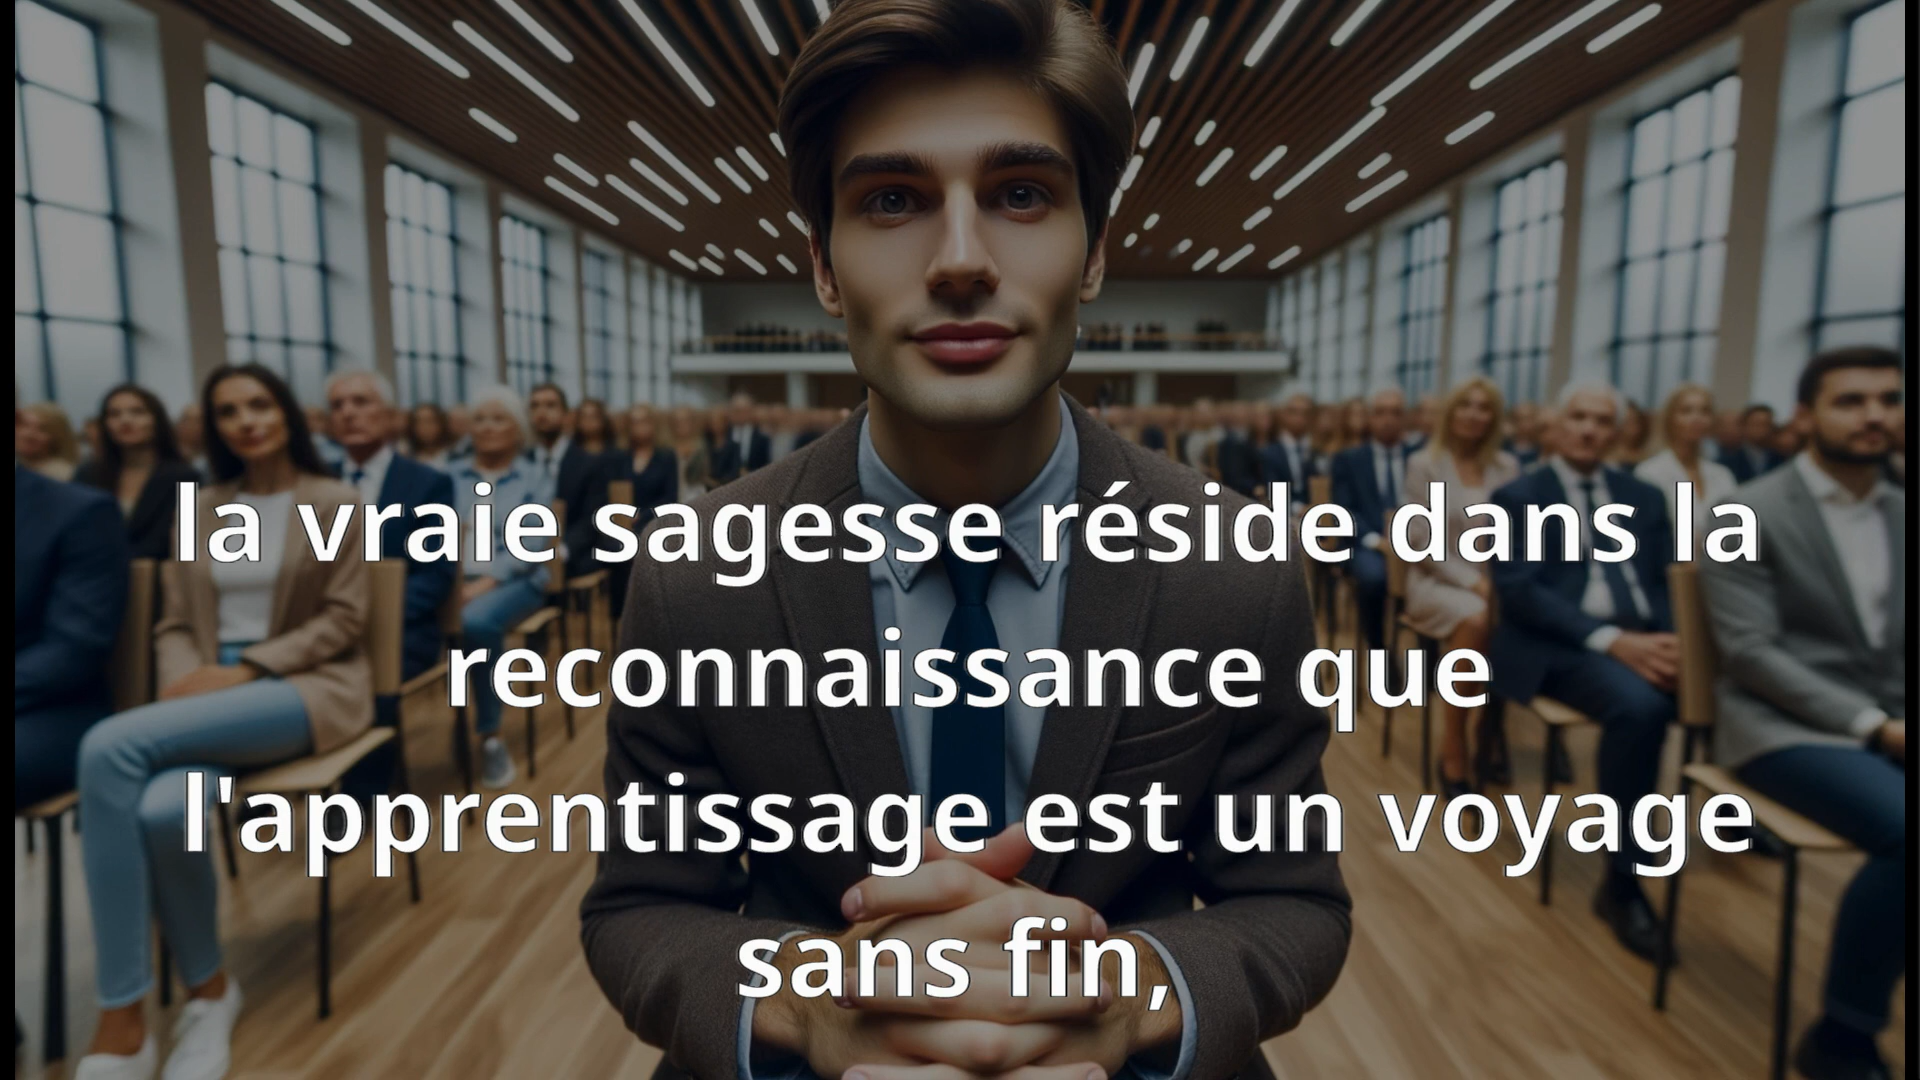 la vraie sagesse réside dans la
reconnaissance que
l'apprentissage est un voyage
sans fin,